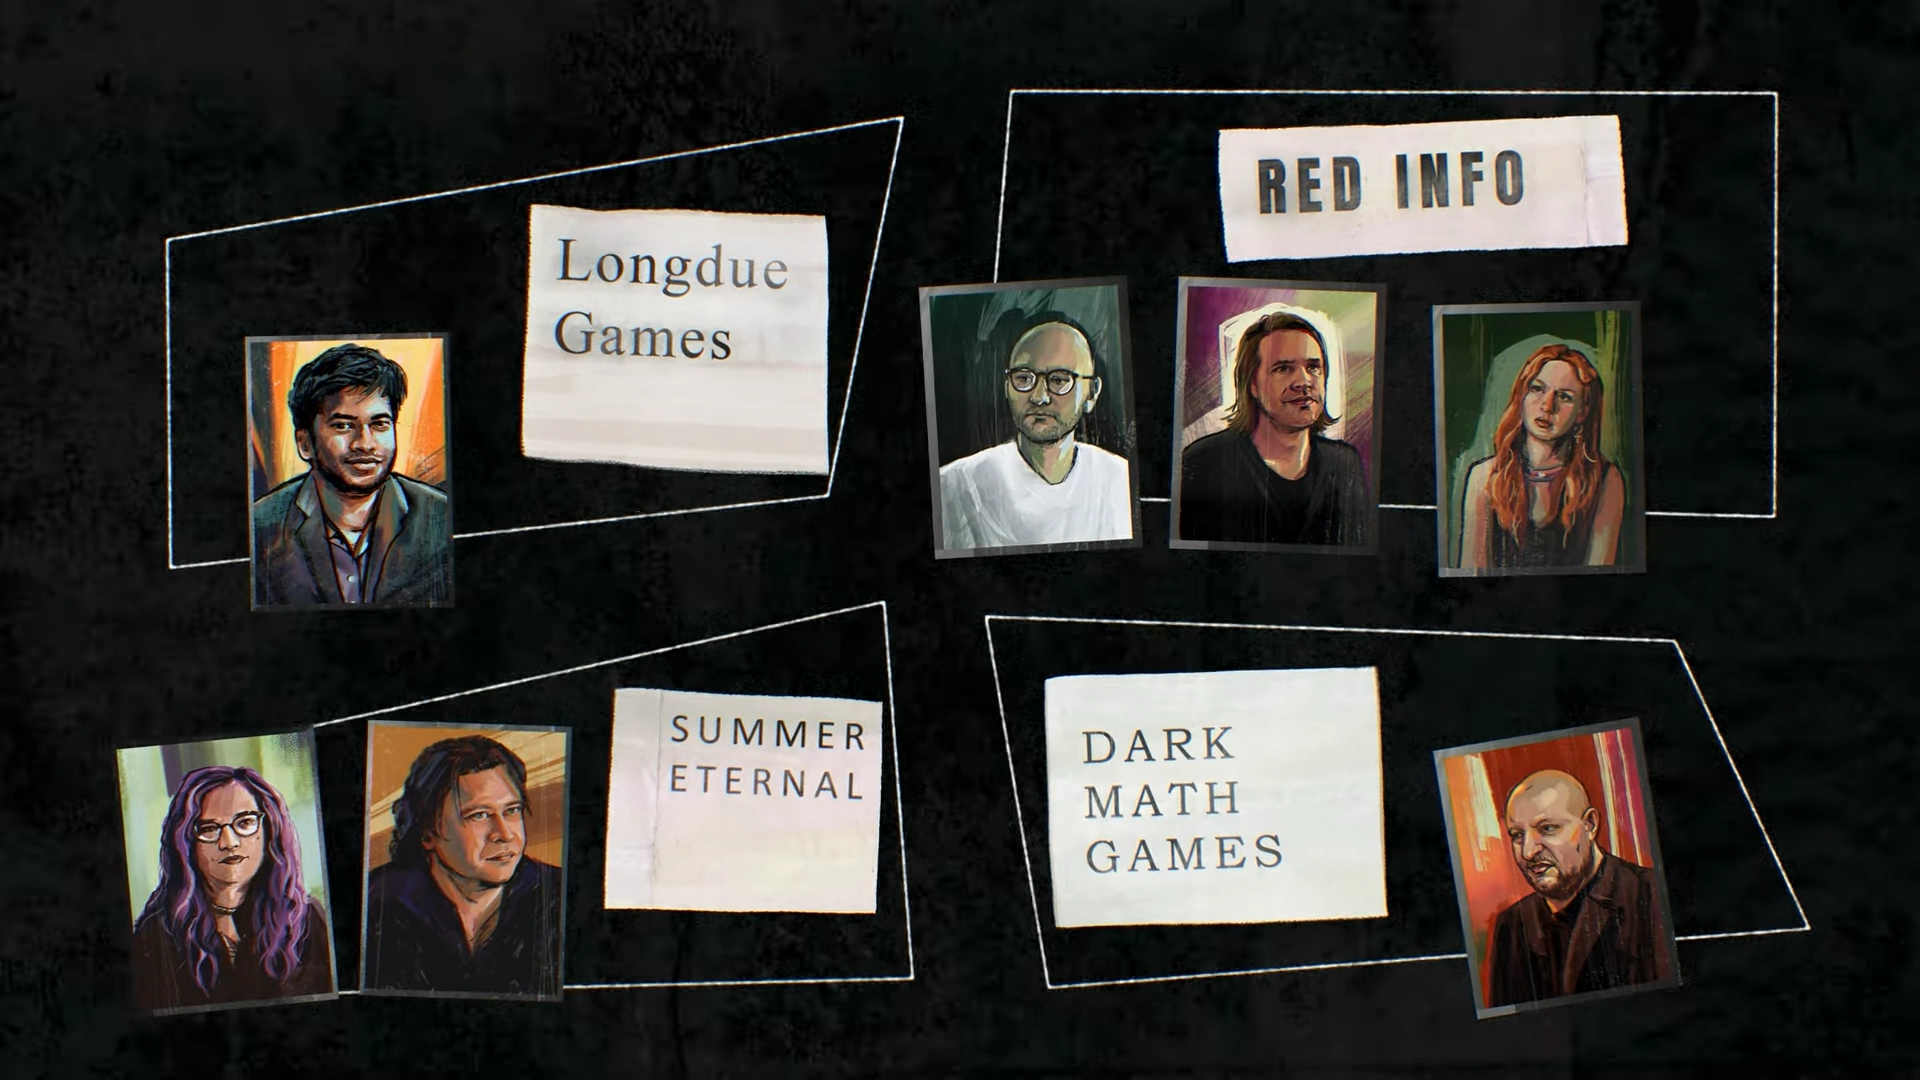 Longdue
Games
RED INFO
SUMMER
ETERNAL
DARK
MATH
GAMES